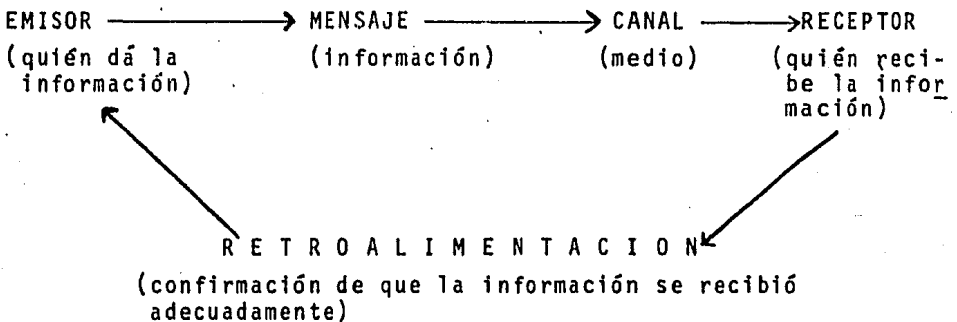 EMISOR MENSAJE CANAL RECEPTOR
(quién dá la (información) (medio) (quién reci-
información) be la infor
mación)
RETROALIMENTACION
(confirmación de que la información se recibió
adecuadamente)